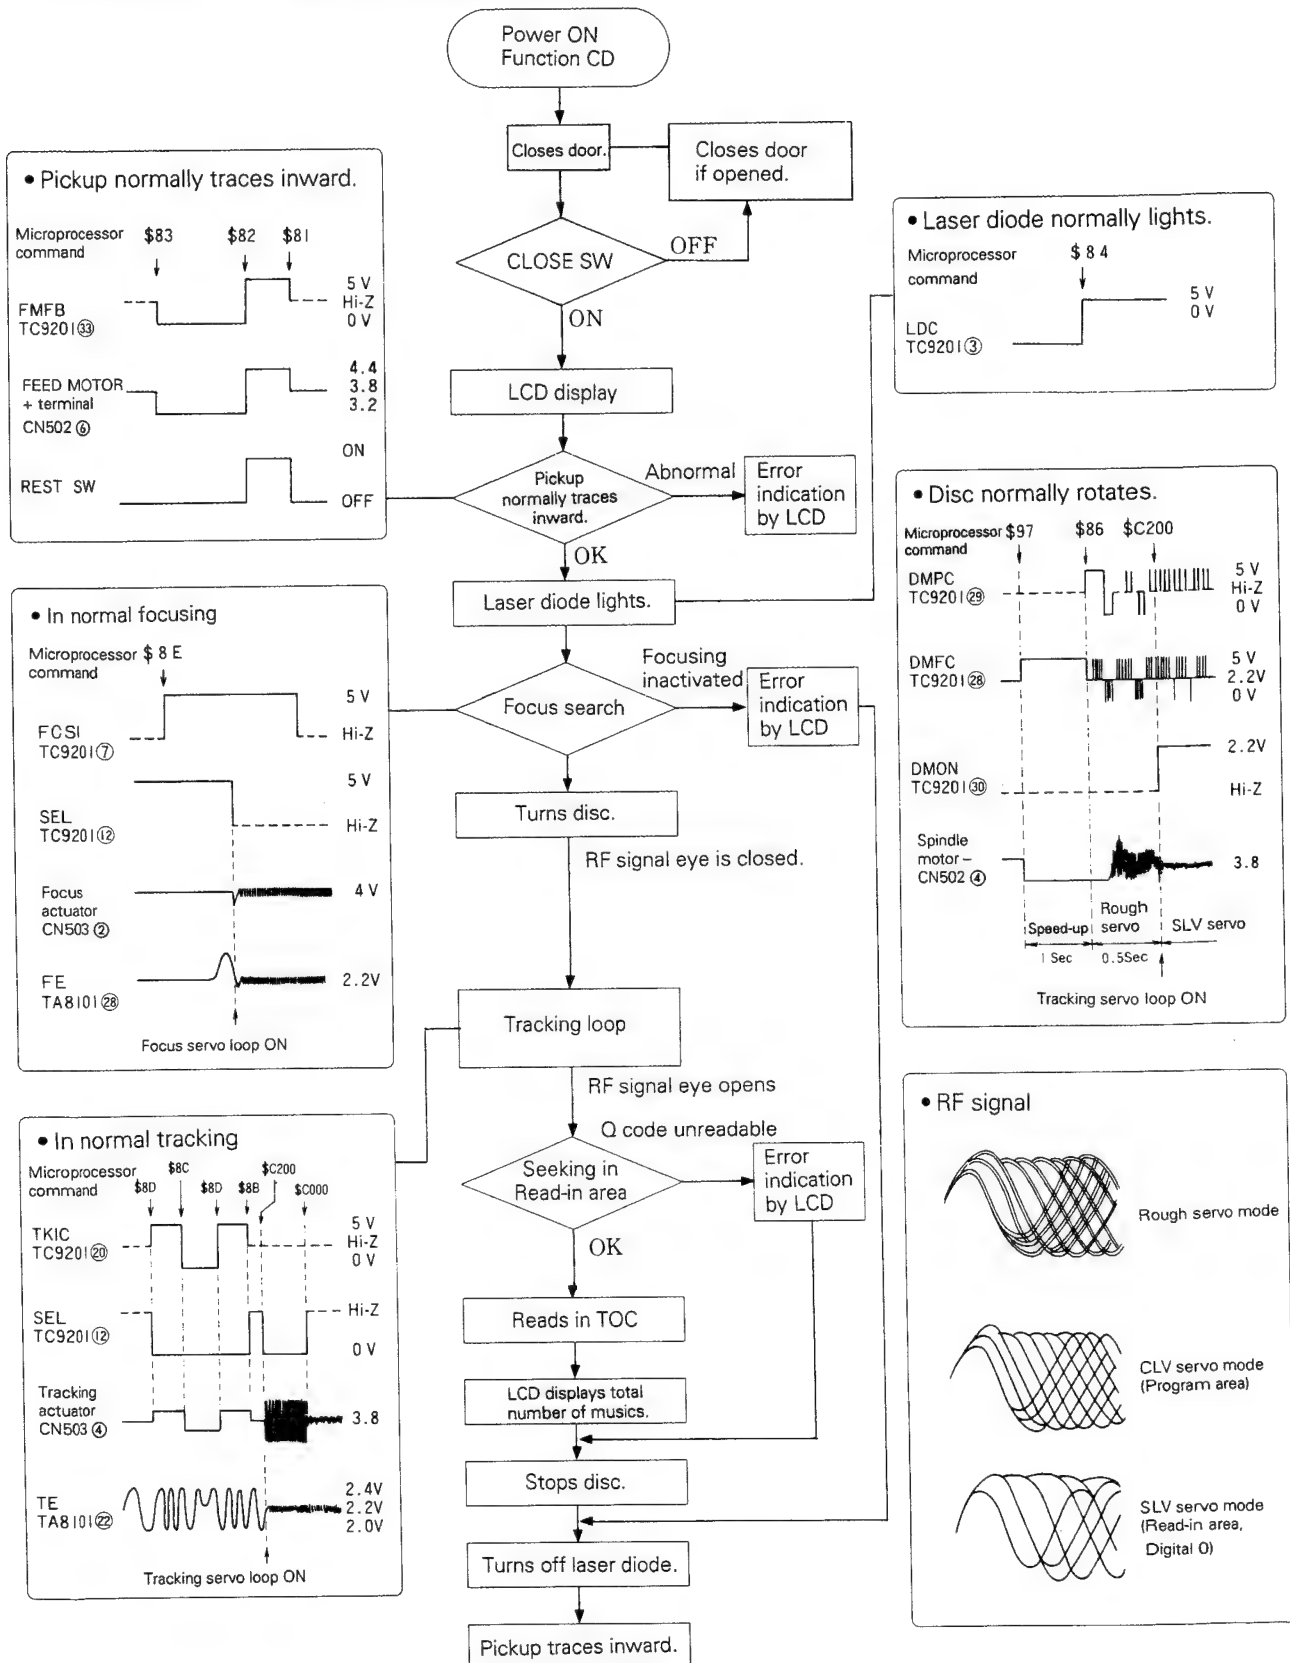 Power ON
Function CD
Closes door.
Closes door
if opened.
CLOSE SW
OFF
ON
LCD display
Pickup
normally traces
inward.
Abnormal
Error
indication
by LCD
OK
Laser diode lights.
Focus search
Focusing
inactivated
Error
indication
by LCD
Turns disc.
RF signal eye is closed.
Tracking loop
RF signal eye opens
Q code unreadable
Seeking in
Read-in area
Error
indication
by LCD
OK
Reads in TOC
LCD displays total
number of musics.
Stops disc.
Turns off laser diode.
Pickup traces inward.
• Pickup normally traces inward.
Microprocessor
command
$83 $82 $81
FMFB
TC9201㉝
5 V
Hi-Z
0 V
FEED MOTOR
+ terminal
CN502⑥
4.4
3.8
3.2
REST SW
ON
OFF
• In normal focusing
Microprocessor
command
$8E
FCSI
TC9201⑦
5 V
Hi-Z
SEL
TC9201⑫
5 V
Hi-Z
Focus
actuator
CN503②
4 V
FE
TA8101㉘
2.2V
Focus servo loop ON
• In normal tracking
Microprocessor
command
$8D $8C $8D $8B $C200 $C000
TKIC
TC9201⑳
5 V
Hi-Z
0 V
SEL
TC9201⑫
Hi-Z
0 V
Tracking
actuator
CN503④
3.8
TE
TA8101㉒
2.4V
2.2V
2.0V
Tracking servo loop ON
• Laser diode normally lights.
Microprocessor
command
$84
LDC
TC9201③
5 V
0 V
• Disc normally rotates.
Microprocessor
command
$97 $86 $C200
DMPC
TC9201㉙
5 V
Hi-Z
0 V
DMFC
TC9201㉘
5 V
2.2V
0 V
DMON
TC9201㉚
2.2V
Hi-Z
Spindle
motor –
CN502④
3.8
Speed-up
Rough
servo
SLV servo
1 Sec
0.5Sec
Tracking servo loop ON
• RF signal
Rough servo mode
CLV servo mode
(Program area)
SLV servo mode
(Read-in area,
Digital 0)